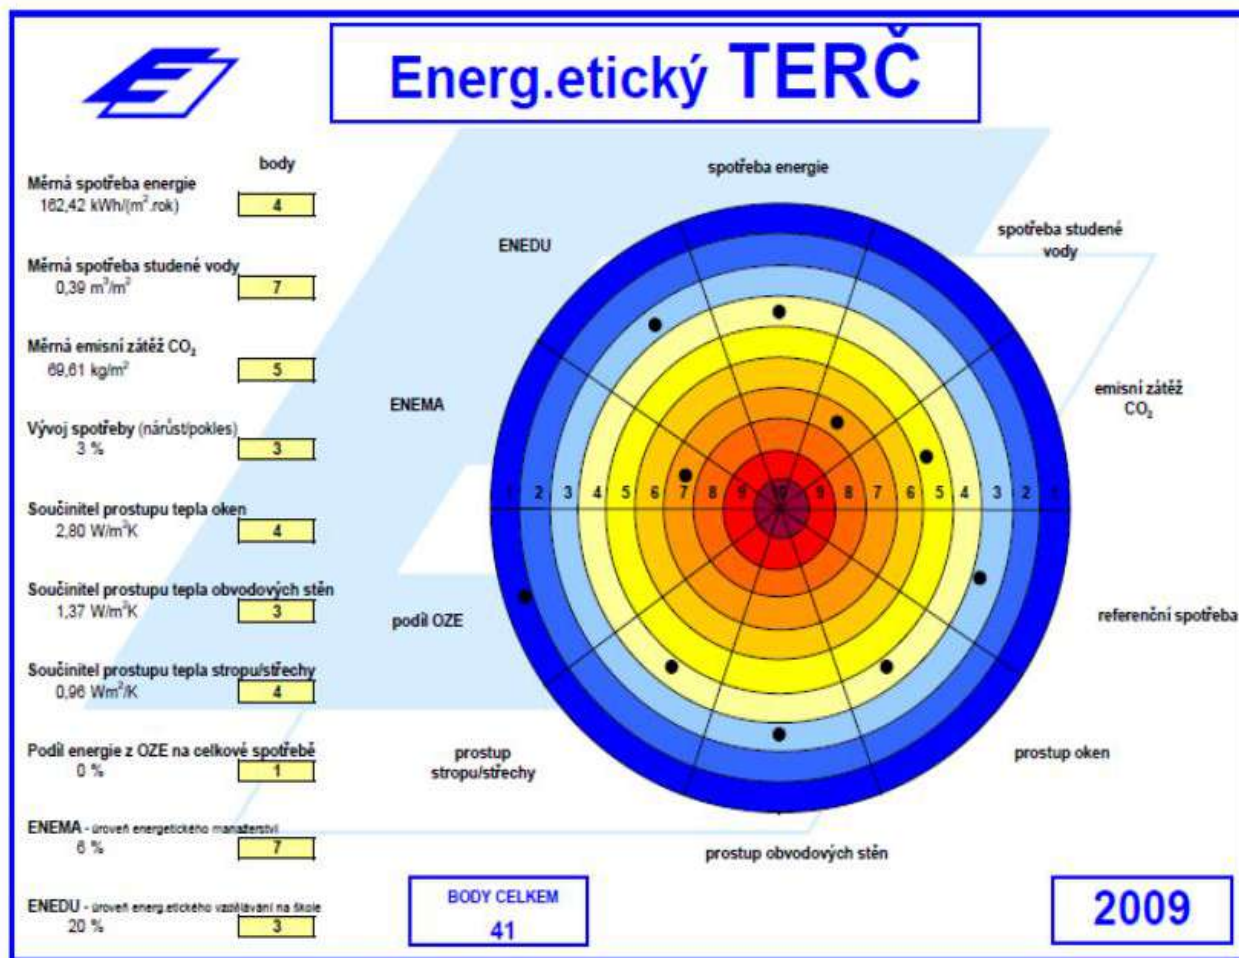 Energ.etický TERČ
body
Měrná spotřeba energie
162,42 kWh/(m².rok)
4
Měrná spotřeba studené vody
0,39 m³/m²
7
Měrná emisní zátěž CO₂
69,61 kg/m²
5
Vývoj spotřeby (nárůst/pokles)
3 %
3
Součinitel prostupu tepla oken
2,80 W/m²K
4
Součinitel prostupu tepla obvodových stěn
1,37 W/m²K
3
Součinitel prostupu tepla stropu/střechy
0,96 Wm²/K
4
Podíl energie z OZE na celkové spotřebě
0 %
1
ENEMA - úroveň energetického manažerství
6 %
7
ENEDU - úroveň energ.etického vzdělávání na škole
20 %
3
spotřeba energie
spotřeba studené
vody
ENEDU
emisní zátěž
CO₂
ENEMA
1 2 3 4 5 6 7 8 9 9 8 7 6 5 4 3 2 1
podíl OZE
referenční spotřeba
prostup
stropu/střechy
prostup oken
prostup obvodových stěn
BODY CELKEM
41
2009